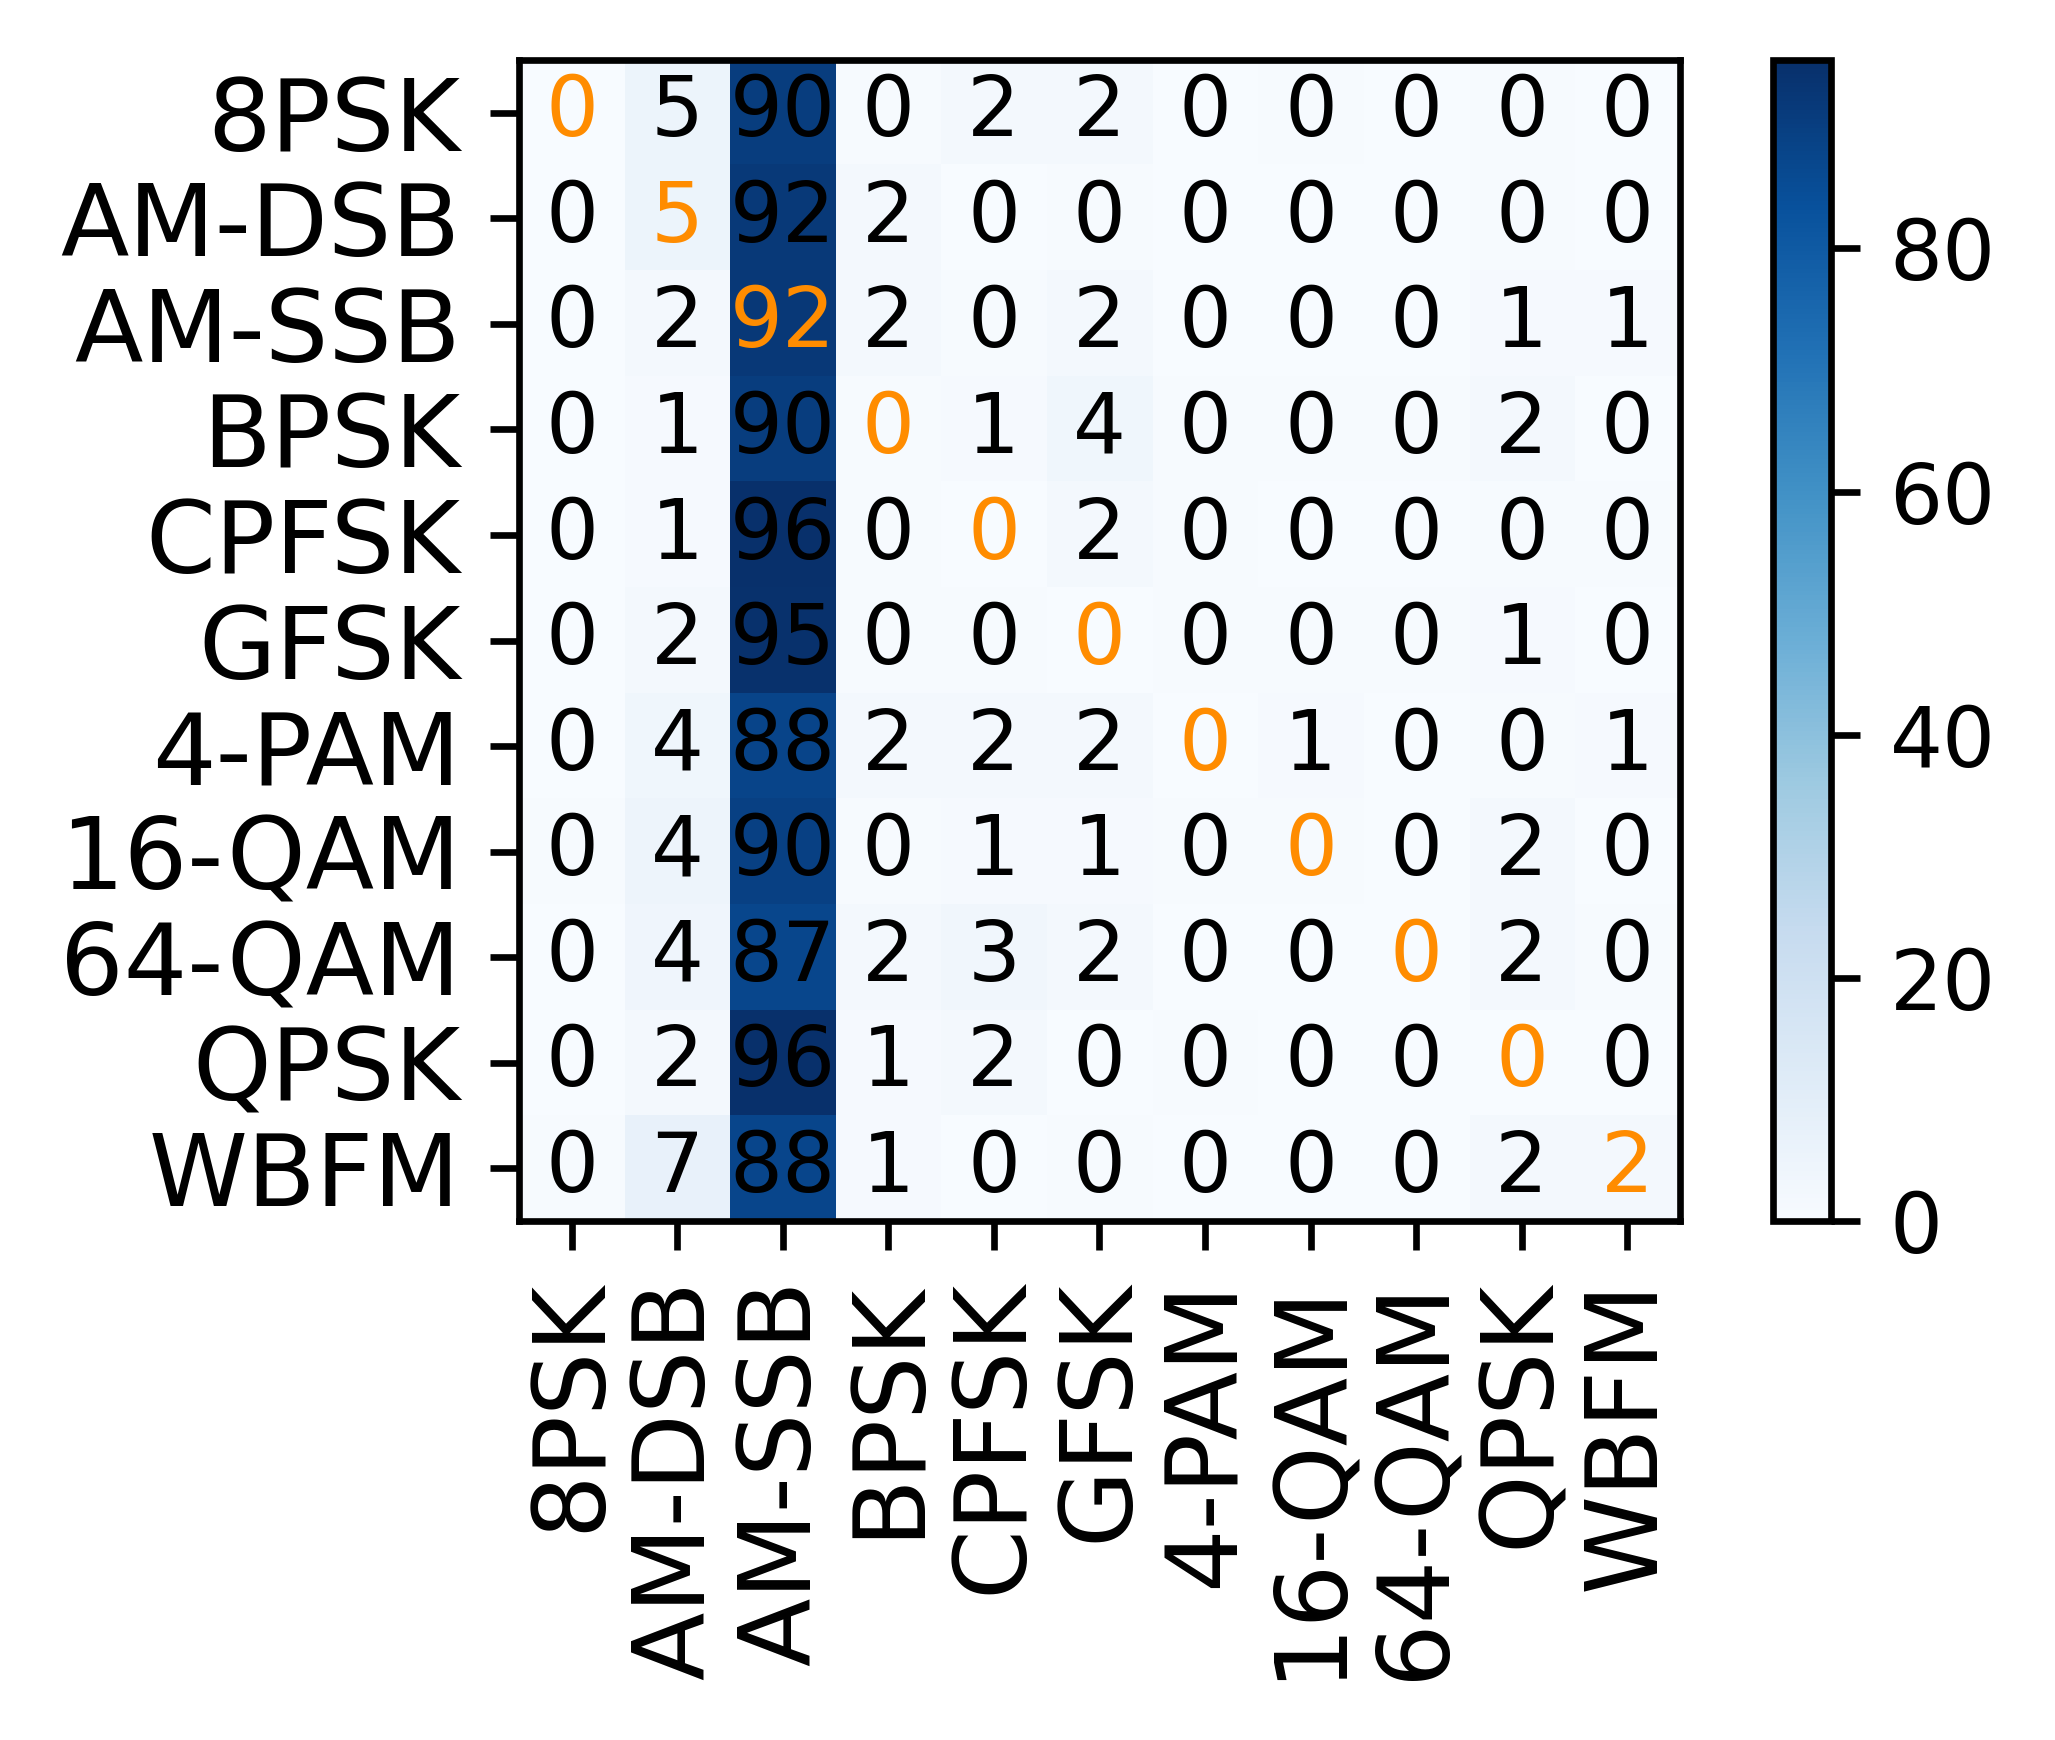 8PSK 0 5 90 0 2 2 0 0 0 0 0
AM-DSB 0 5 92 2 0 0 0 0 0 0 0
AM-SSB 0 2 92 2 0 2 0 0 0 1 1
BPSK 0 1 90 0 1 4 0 0 0 2 0
CPFSK 0 1 96 0 0 2 0 0 0 0 0
GFSK 0 2 95 0 0 0 0 0 0 1 0
4-PAM 0 4 88 2 2 2 0 1 0 0 1
16-QAM 0 4 90 0 1 1 0 0 0 2 0
64-QAM 0 4 87 2 3 2 0 0 0 2 0
QPSK 0 2 96 1 2 0 0 0 0 0 0
WBFM 0 7 88 1 0 0 0 0 0 2 2
8PSK
AM-DSB
AM-SSB
BPSK
CPFSK
GFSK
4-PAM
16-QAM
64-QAM
QPSK
WBFM
80
60
40
20
0